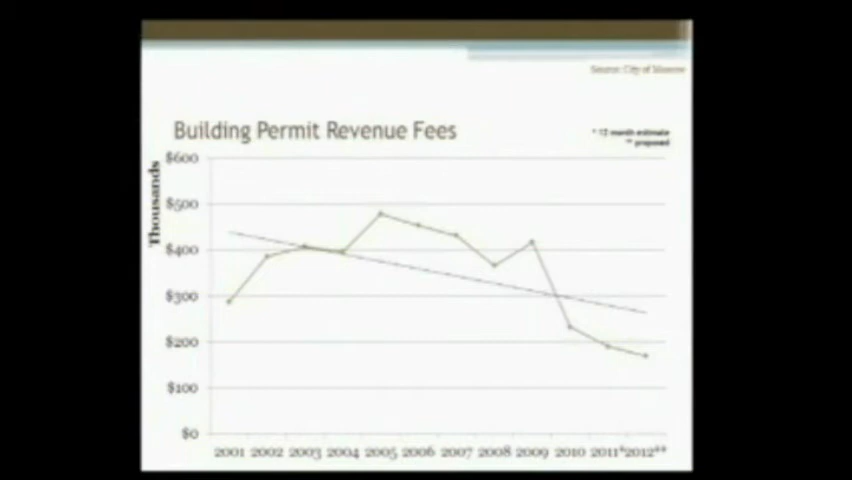 Source: City of Moscow
Building Permit Revenue Fees
* 12 month estimate
** proposed
Thousands
$600
$500
$400
$300
$200
$100
$0
2001 2002 2003 2004 2005 2006 2007 2008 2009 2010 2011* 2012**